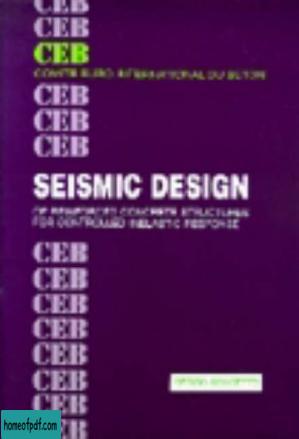 CEB
CEB
CEB
COMITE EURO-INTERNATIONAL DU BETON
CEB
CEB
CEB
SEISMIC DESIGN
OF REINFORCED CONCRETE STRUCTURES
FOR CONTROLLED INELASTIC RESPONSE
CEB
CEB
CEB
CEB
CEB
CEB
CEB
CEB
homeofpdf.com